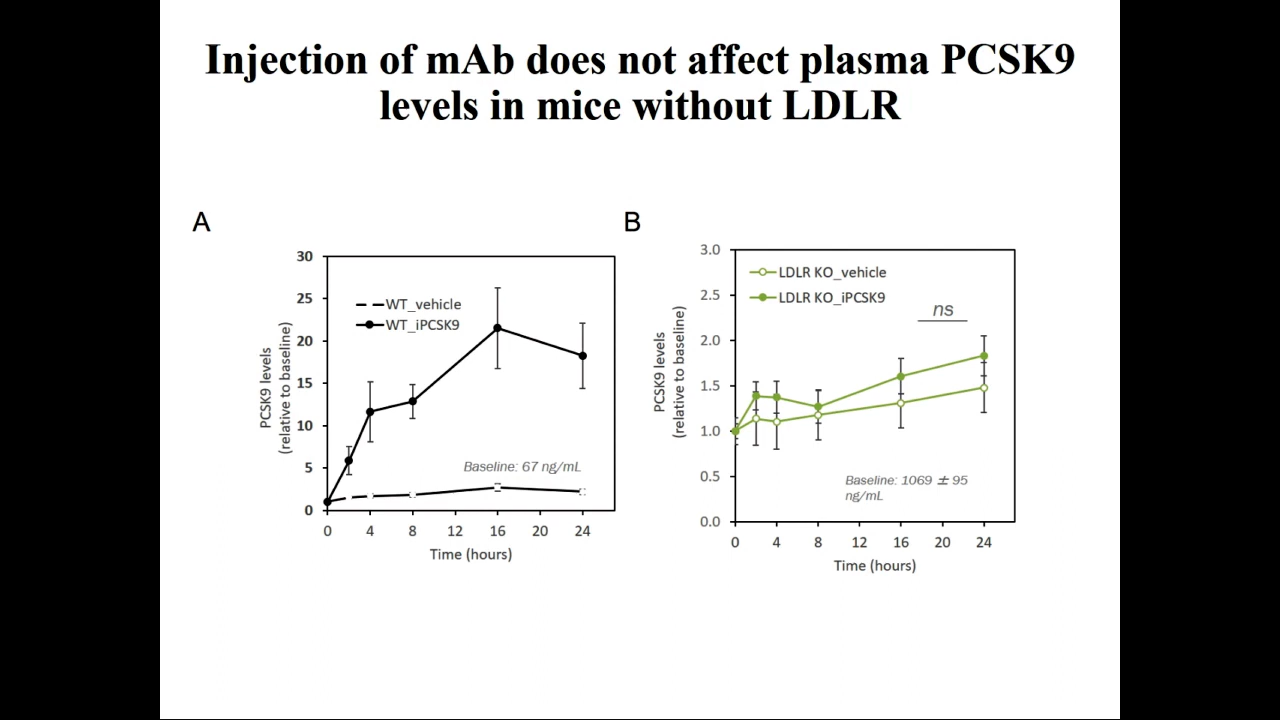 Injection of mAb does not affect plasma PCSK9
levels in mice without LDLR
A
30
25
20
15
10
5
0
PCSK9 levels
(relative to baseline)
WT_vehicle
WT_iPCSK9
Baseline: 67 ng/mL
0 4 8 12 16 20 24
Time (hours)
B
3.0
2.5
2.0
1.5
1.0
0.5
0.0
PCSK9 levels
(relative to baseline)
LDLR KO_vehicle
LDLR KO_iPCSK9
ns
Baseline: 1069 ± 95
ng/mL
0 4 8 12 16 20 24
Time (hours)